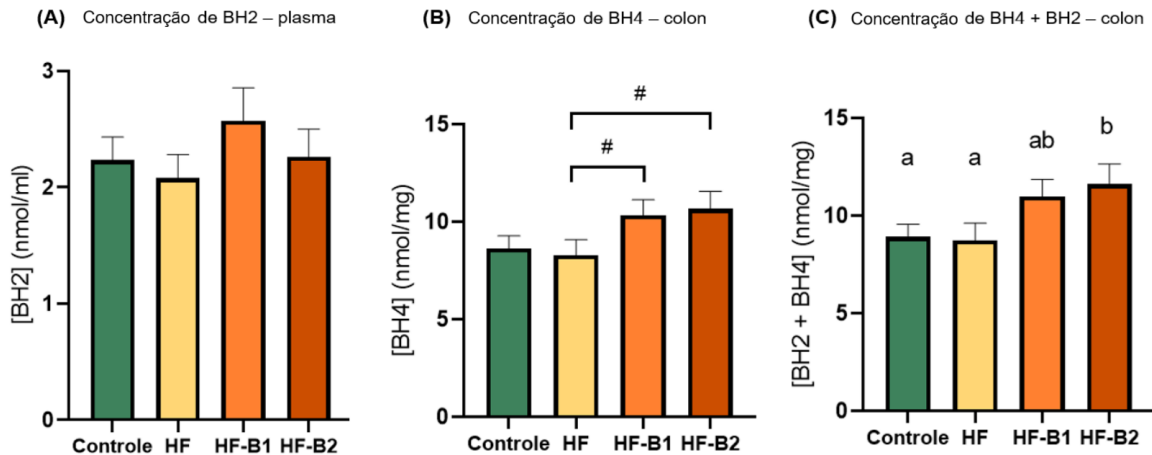 (A) Concentração de BH2 – plasma
[BH2] (nmol/ml)
3
2
1
0
Controle HF HF-B1 HF-B2
(B) Concentração de BH4 – colon
[BH4] (nmol/mg)
15
10
5
0
#
#
Controle HF HF-B1 HF-B2
(C) Concentração de BH4 + BH2 – colon
[BH2 + BH4] (nmol/mg)
15
10
5
0
a a ab b
Controle HF HF-B1 HF-B2